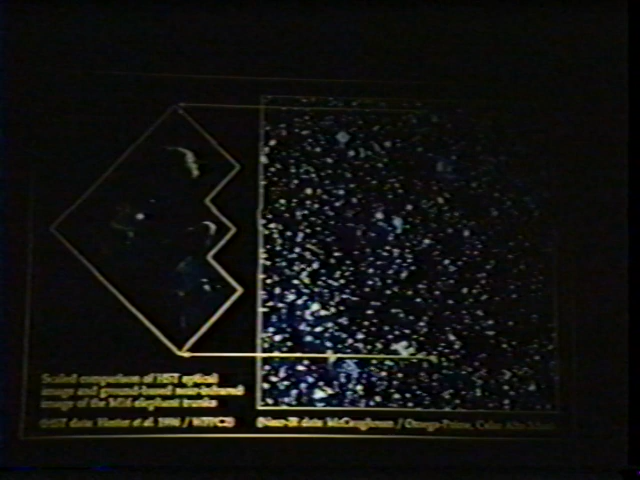 Scaled comparison of HST optical
image and ground-based near-infrared
image of the M16 elephant trunks
(HST data: Hester et al. 1996 / WFPC2)
(Near-IR data: McCaughrean / Omega-Prime, Calar Alto